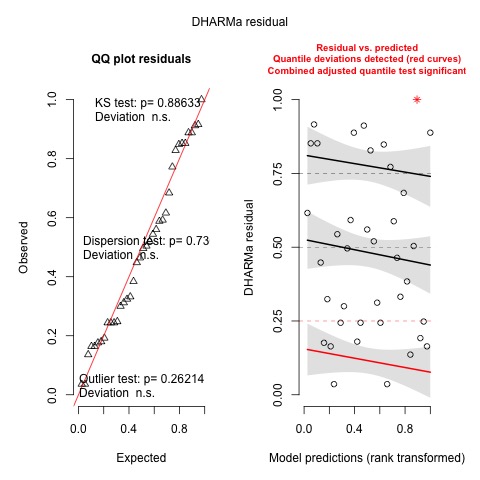 DHARMa residual
QQ plot residuals
KS test: p= 0.88633
Deviation n.s.
Dispersion test: p= 0.73
Deviation n.s.
Outlier test: p= 0.26214
Deviation n.s.
Observed
0.0 0.2 0.4 0.6 0.8 1.0
0.0 0.4 0.8
Expected
Residual vs. predicted
Quantile deviations detected (red curves)
Combined adjusted quantile test significant
DHARMa residual
0.00 0.25 0.50 0.75 1.00
0.0 0.4 0.8
Model predictions (rank transformed)